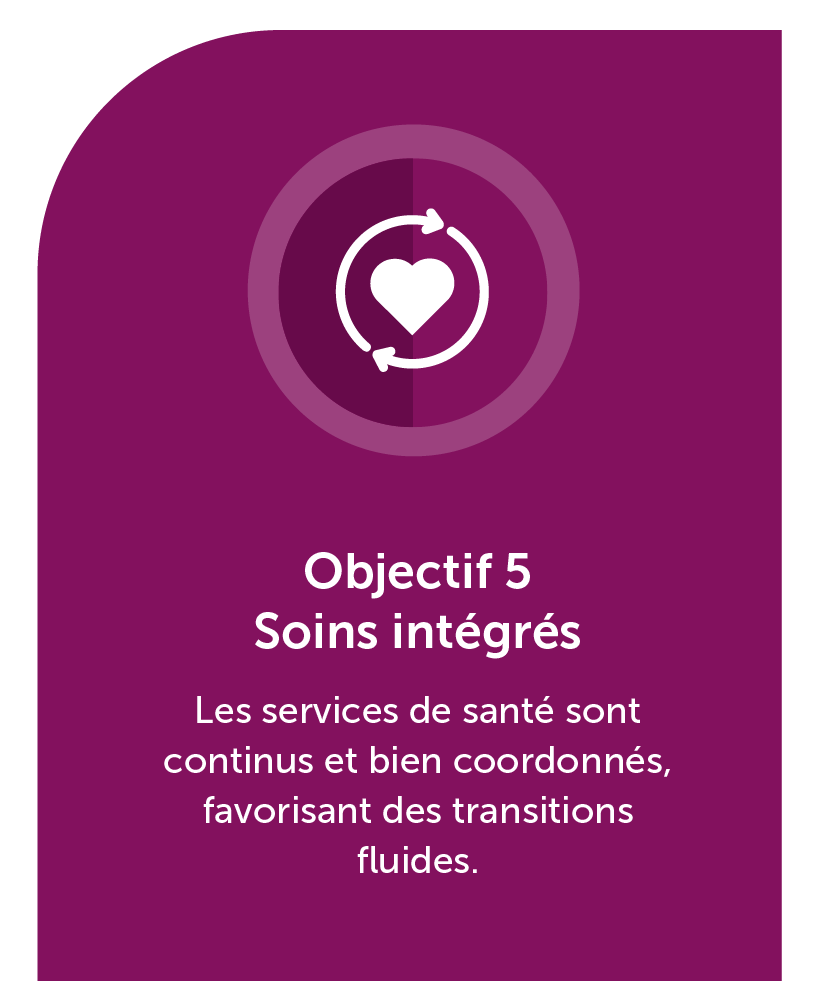 Objectif 5
Soins intégrés
Les services de santé sont
continus et bien coordonnés,
favorisant des transitions
fluides.